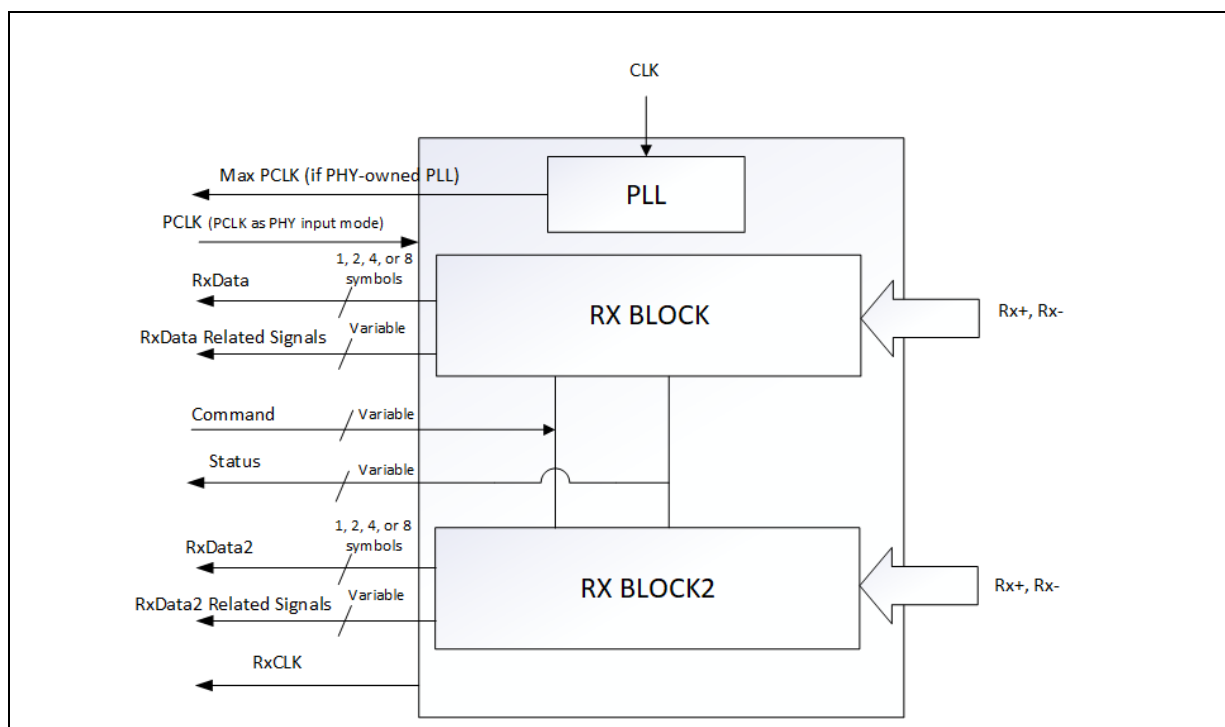 CLK
Max PCLK (if PHY-owned PLL)
PLL
PCLK (PCLK as PHY input mode)
1, 2, 4, or 8
symbols
RxData
RX BLOCK
Rx+, Rx-
RxData Related Signals
Variable
Command
Variable
Status
Variable
1, 2, 4, or 8
symbols
RxData2
RX BLOCK2
Rx+, Rx-
RxData2 Related Signals
Variable
RxCLK